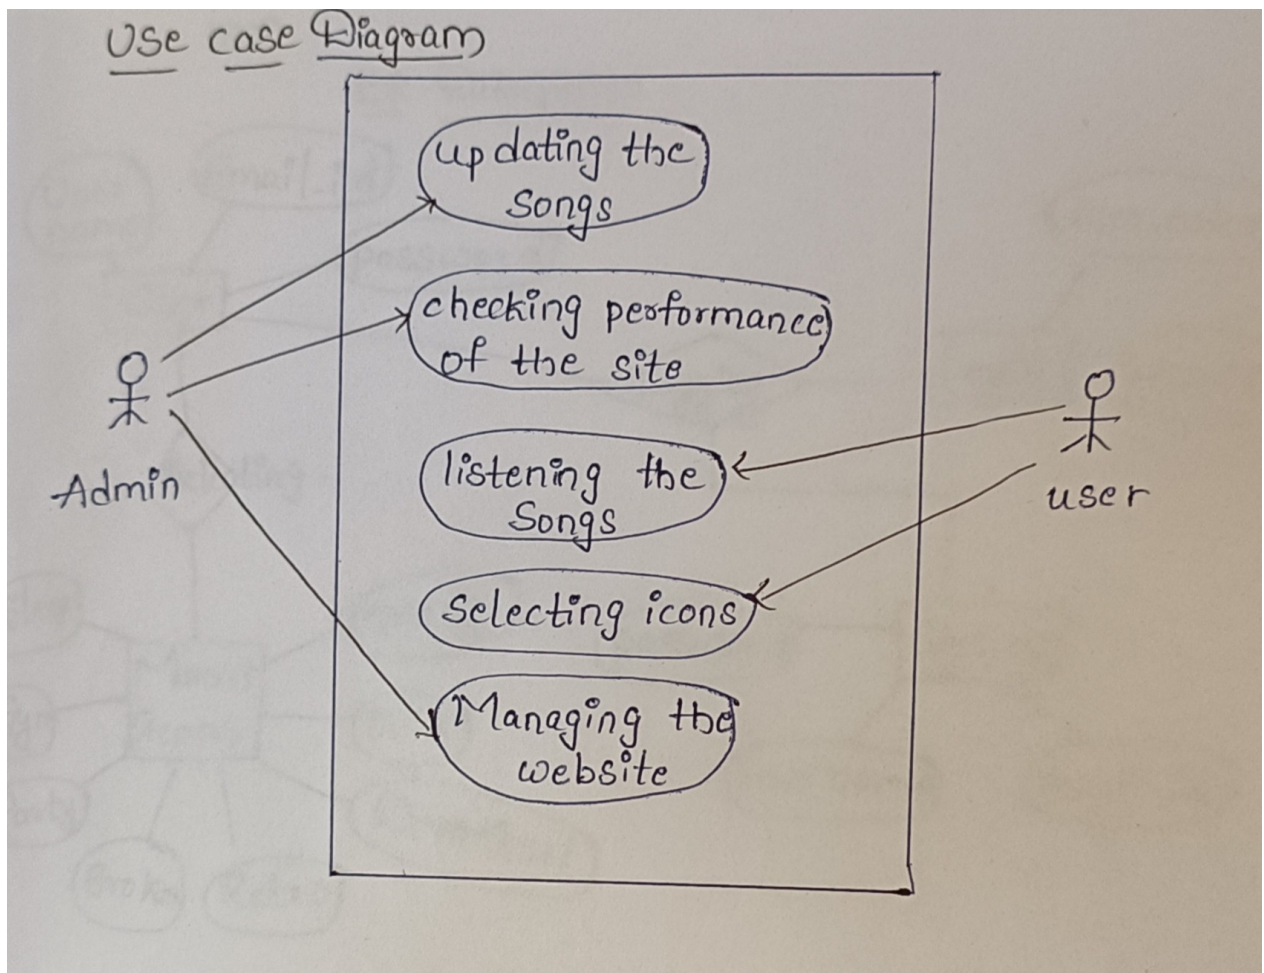 Use case Diagram
updating the
songs
checking performance
of the site
listening the
Songs
selecting icons
Managing the
website
Admin
user